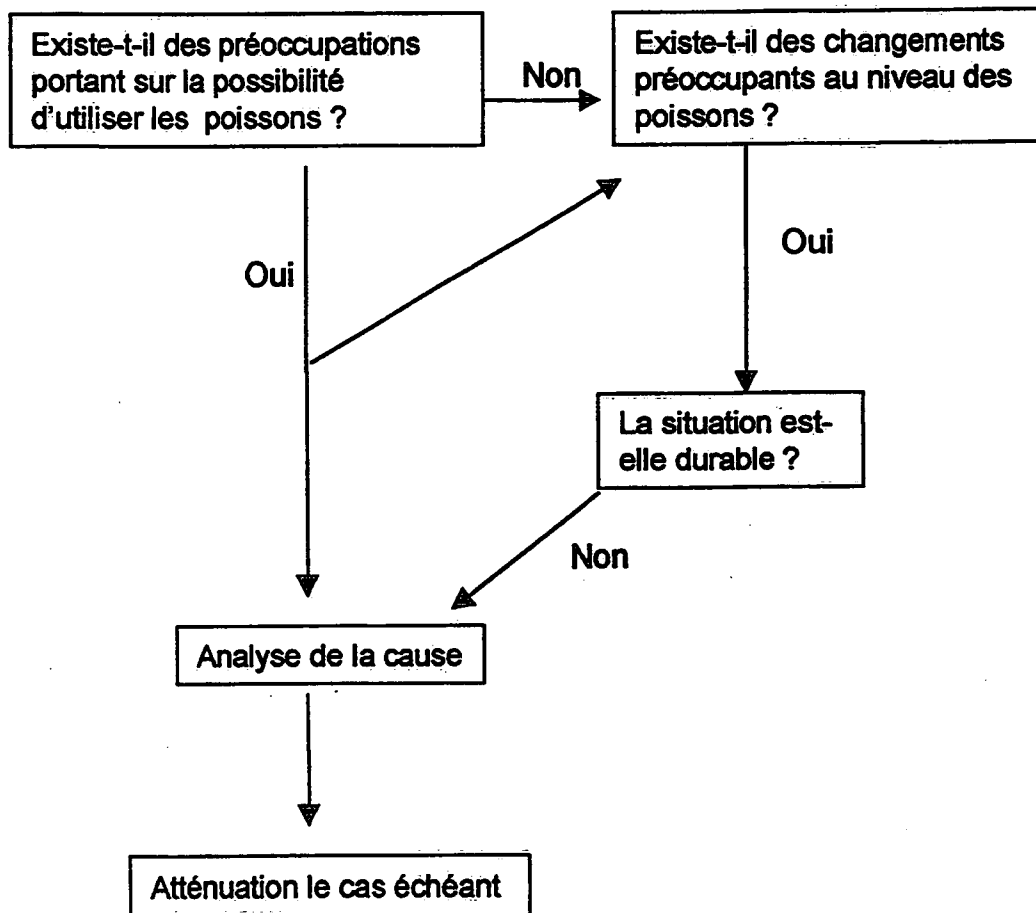 Existe-t-il des préoccupations
portant sur la possibilité
d'utiliser les poissons ?
Non
Existe-t-il des changements
préoccupants au niveau des
poissons ?
Oui
Oui
La situation est-
elle durable ?
Non
Analyse de la cause
Atténuation le cas échéant